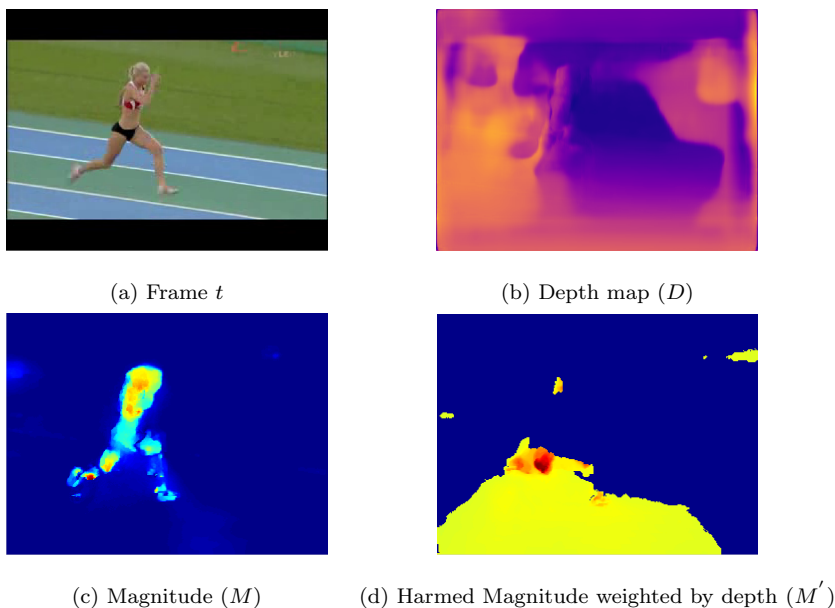 (a) Frame t
(b) Depth map (D)
(c) Magnitude (M)
(d) Harmed Magnitude weighted by depth (M′)